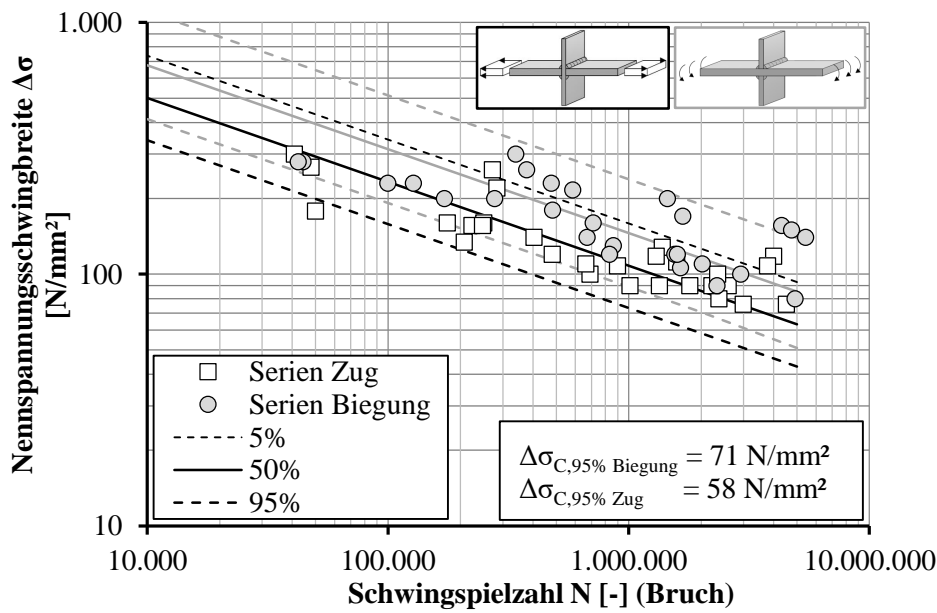 1.000
100
10
Nennspannungsschwingbreite Δσ
[N/mm²]
Serien Zug
Serien Biegung
5%
50%
95%
ΔσC,95% Biegung = 71 N/mm²
ΔσC,95% Zug = 58 N/mm²
10.000
100.000
1.000.000
10.000.000
Schwingspielzahl N [-] (Bruch)